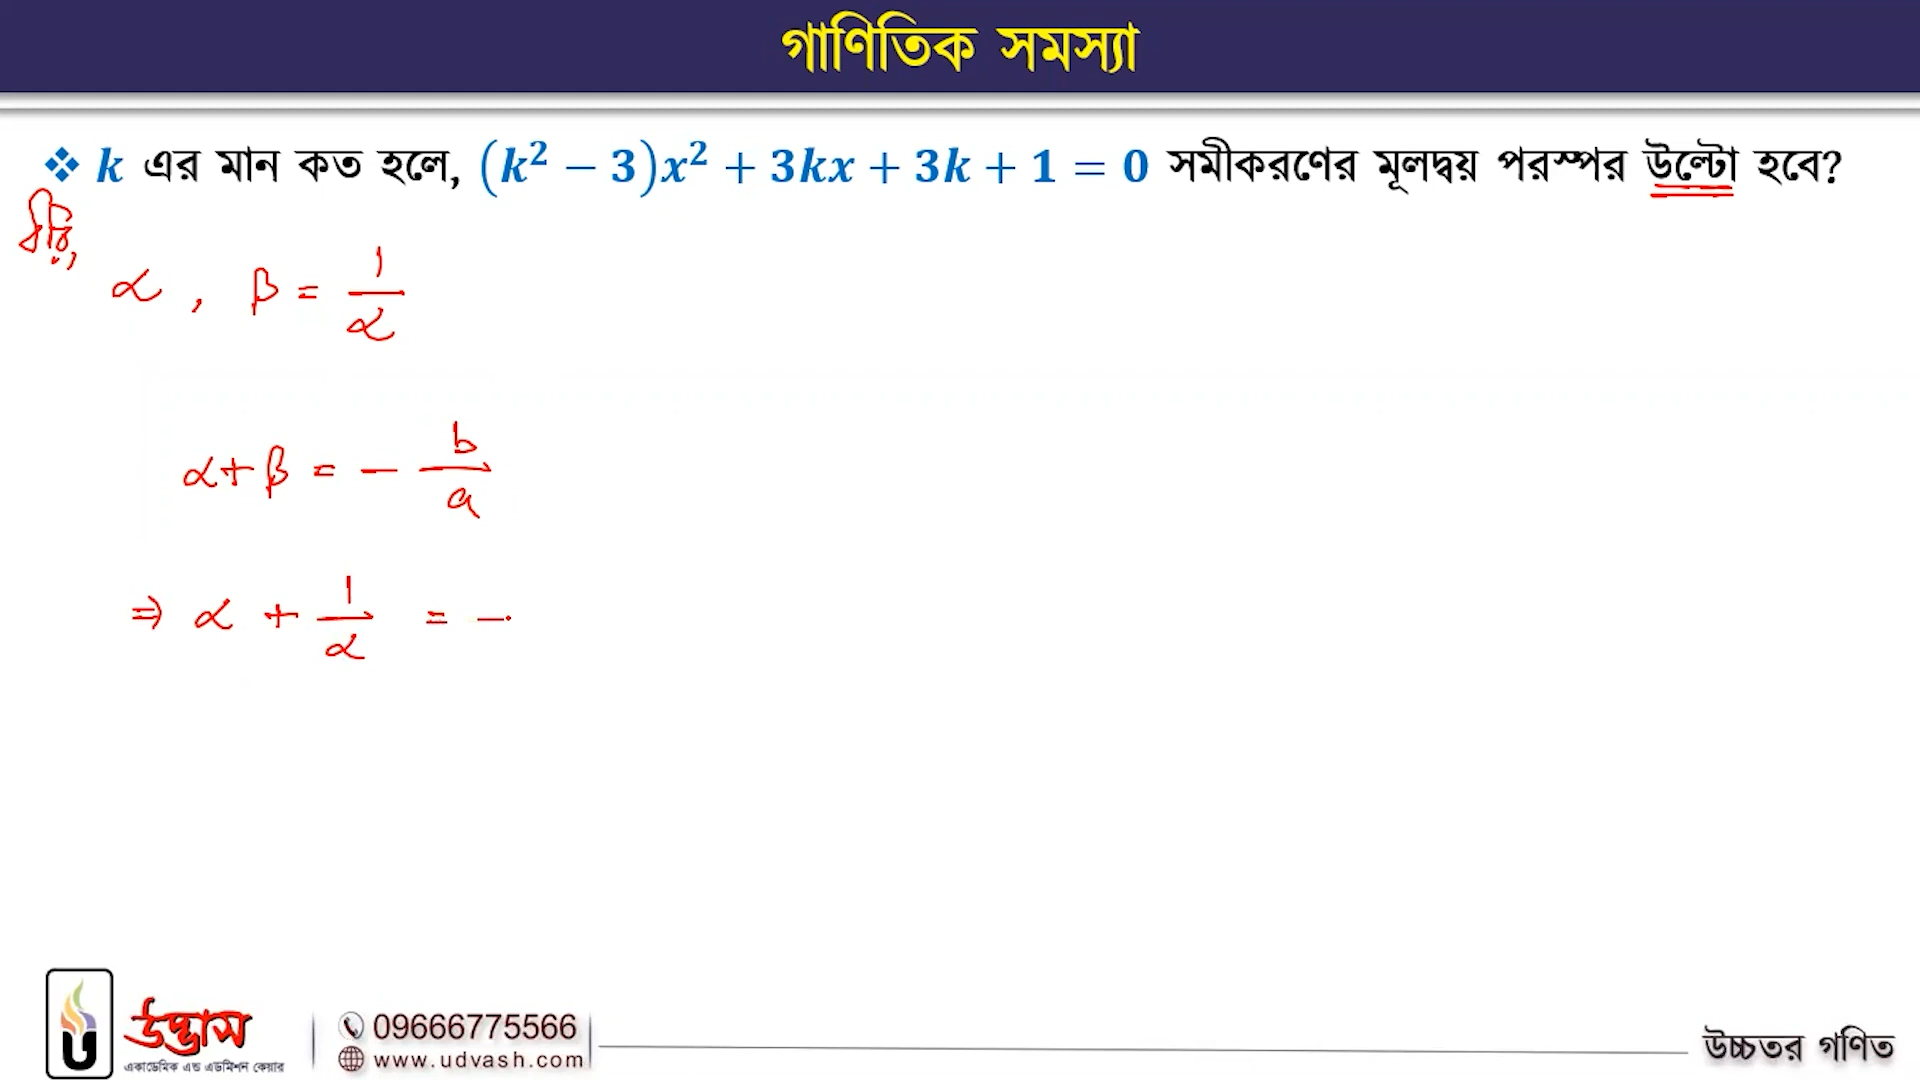 গাণিতিক সমস্যা
❖ k এর মান কত হলে, (k² − 3)x² + 3kx + 3k + 1 = 0 সমীকরণের মূলদ্বয় পরস্পর উল্টো হবে?
ধরি,
α , β = 1/α
α + β = − b/a
⇒ α + 1/α = −
U
উদ্ভাস
একাডেমিক এন্ড এডমিশন কেয়ার
09666775566
www.udvash.com
উচ্চতর গণিত